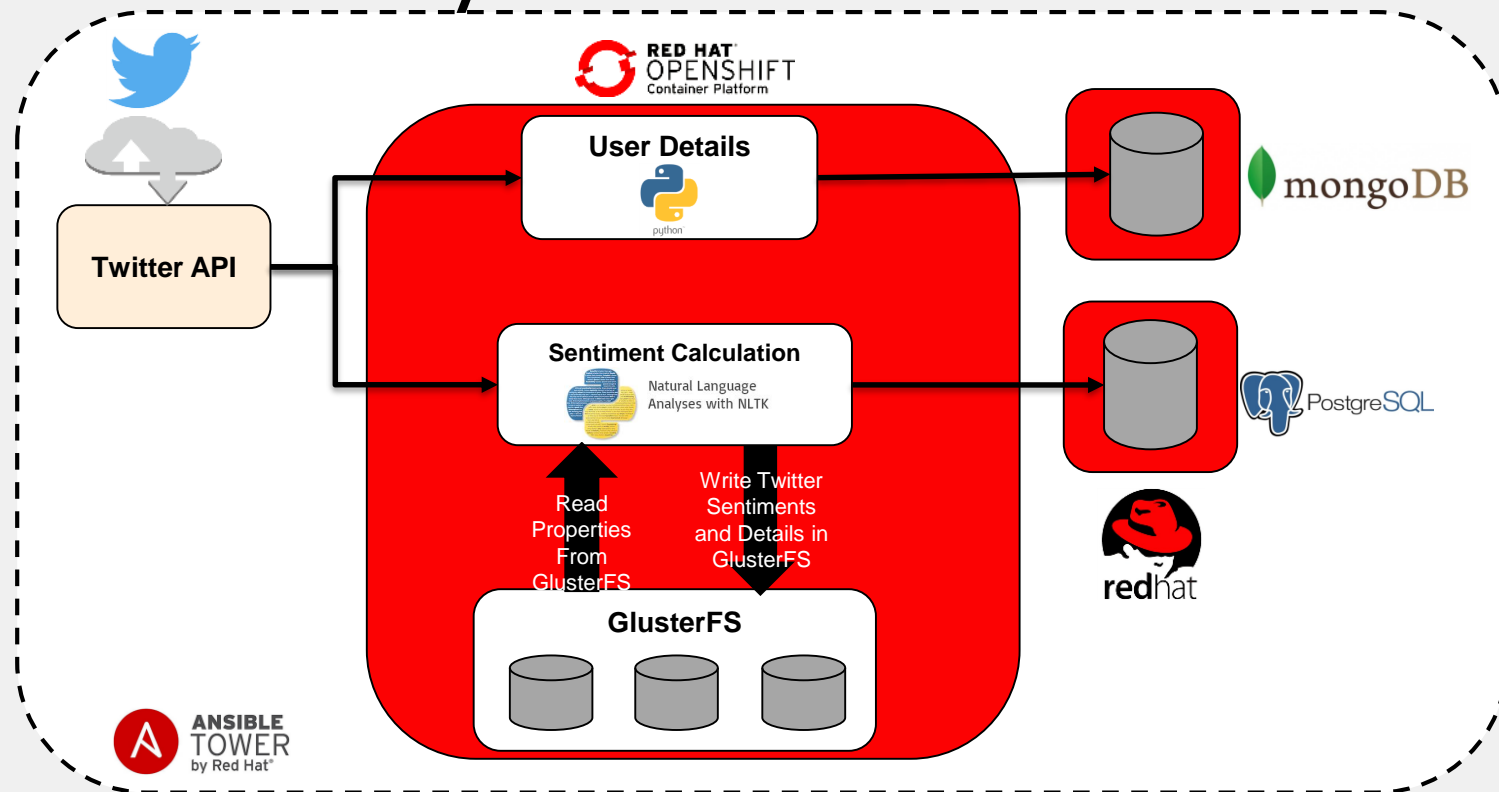 RED HAT
OPENSHIFT
Container Platform
User Details
python
mongoDB
Twitter API
Sentiment Calculation
Natural Language
Analyses with NLTK
PostgreSQL
Read
Properties
From
GlusterFS
Write Twitter
Sentiments
and Details in
GlusterFS
redhat
GlusterFS
A
ANSIBLE
TOWER
by Red Hat®